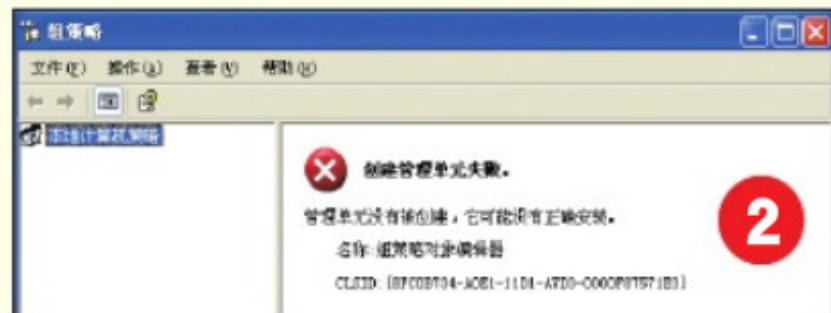 组策略
文件(F) 操作(A) 查看(V) 帮助(H)
本地计算机策略
创建管理单元失败。
管理单元没有被创建,它可能没有正确安装。
名称:组策略对象编辑器
CLSID:
2